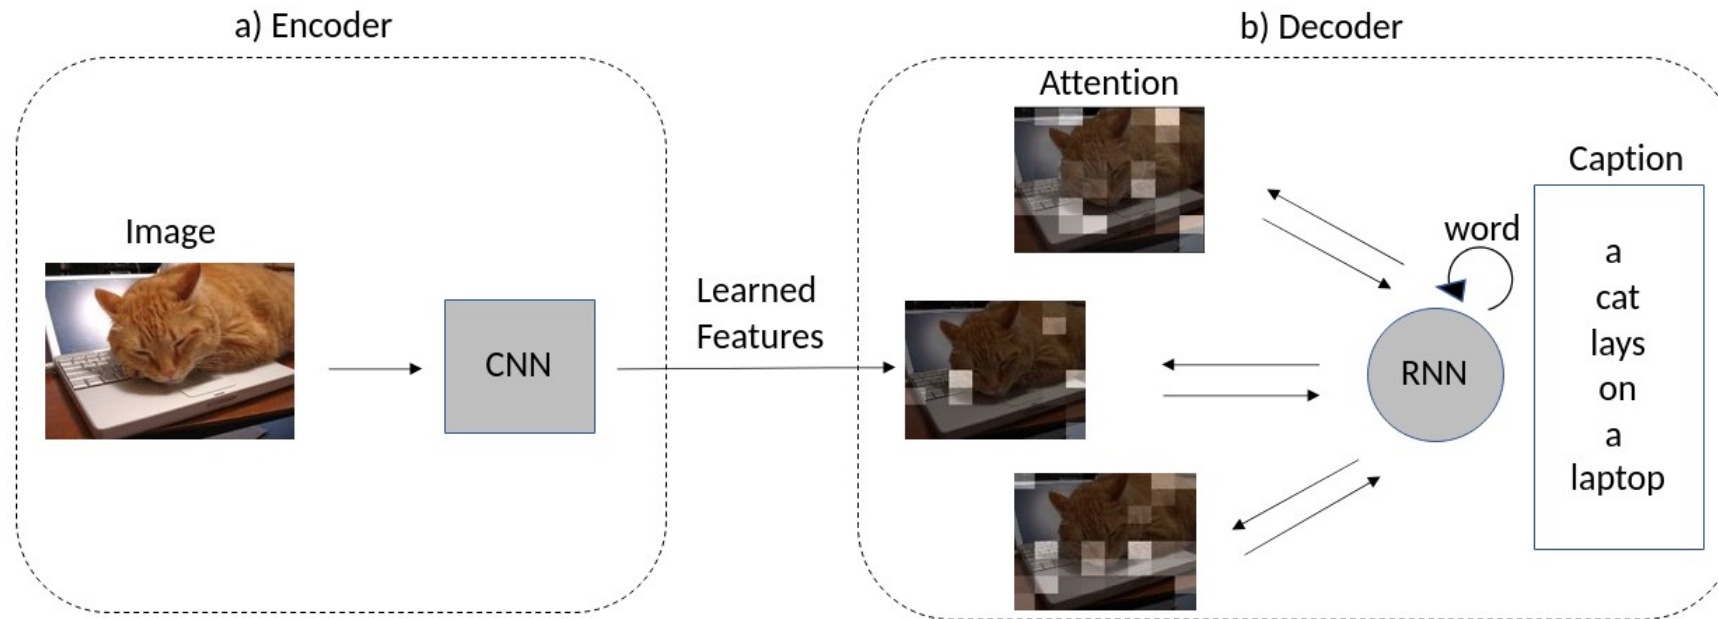 a) Encoder
b) Decoder
Image
CNN
Learned
Features
Attention
RNN
word
Caption
a
cat
lays
on
a
laptop